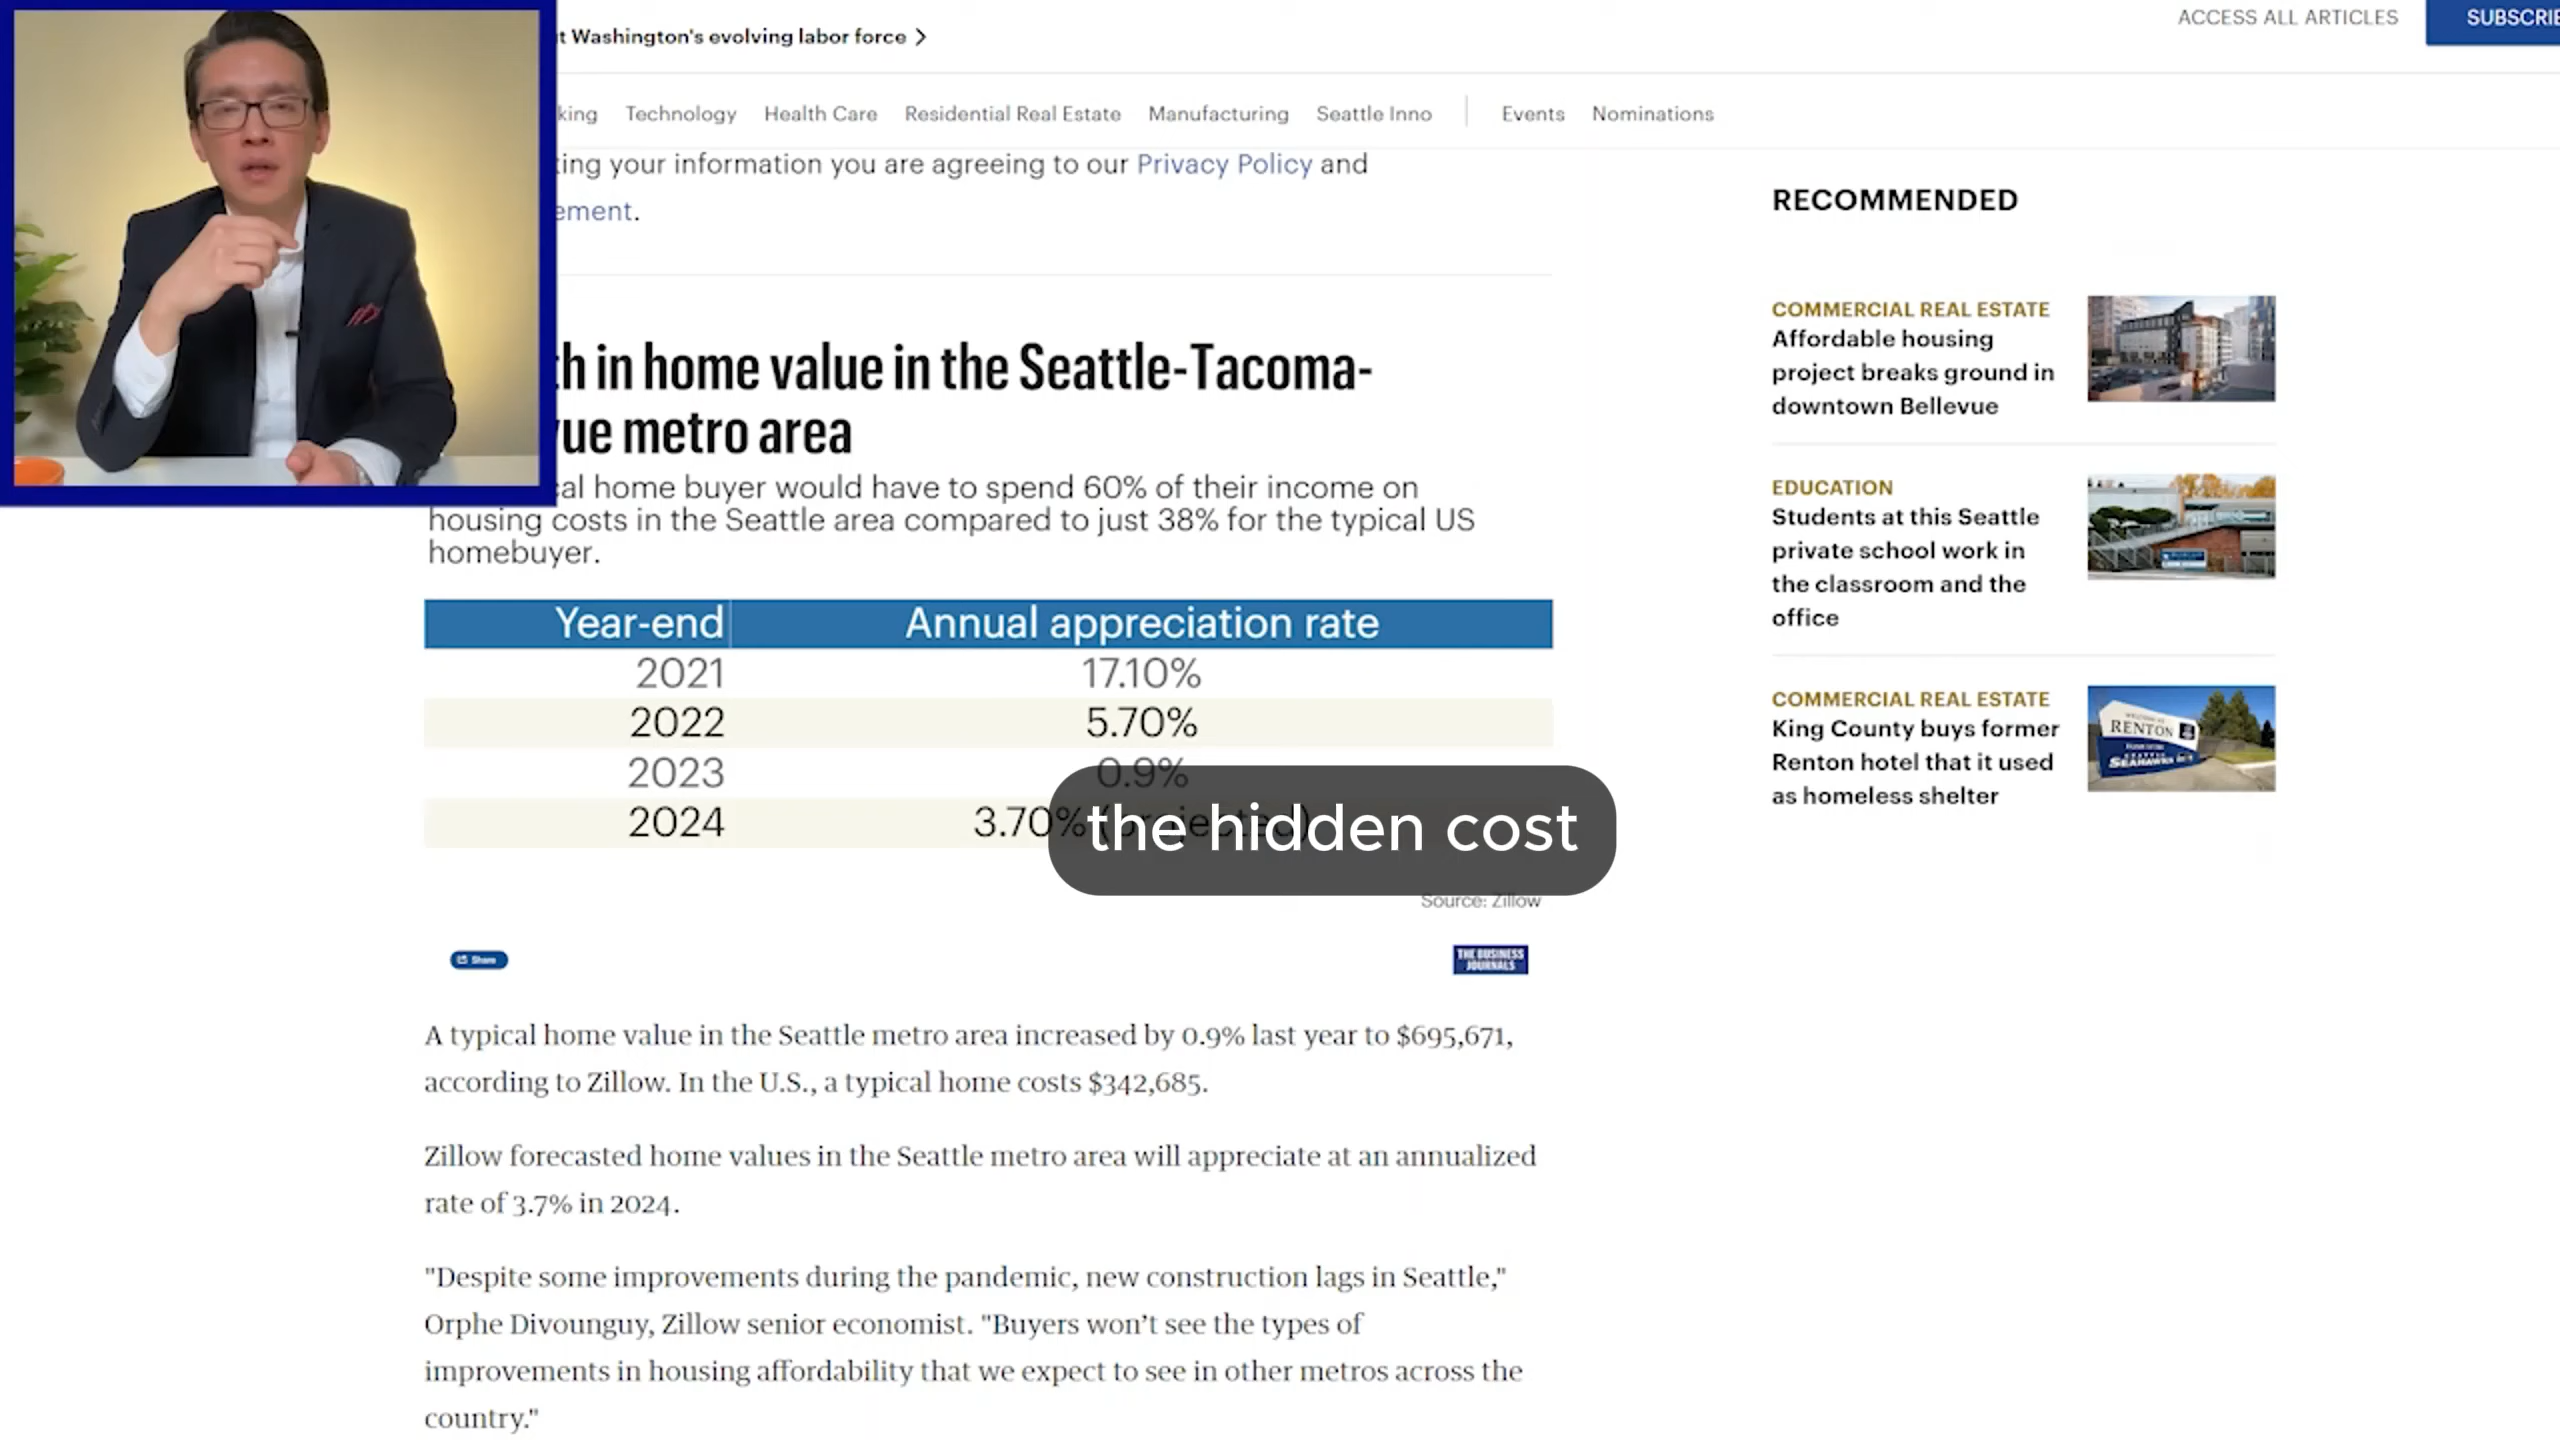 ACCESS ALL ARTICLES
t Washington's evolving labor force
king Technology Health Care Residential Real Estate Manufacturing Seattle Inno Events Nominations
ting your information you are agreeing to our Privacy Policy and
ement.
th in home value in the Seattle-Tacoma-
vue metro area
cal home buyer would have to spend 60% of their income on
housing costs in the Seattle area compared to just 38% for the typical US
homebuyer.
Year-end Annual appreciation rate
2021 17.10%
2022 5.70%
2023 0.9%
2024 3.70% (projected)
the hidden cost
Source: Zillow
Share
THE BUSINESS
JOURNALS
A typical home value in the Seattle metro area increased by 0.9% last year to $695,671,
according to Zillow. In the U.S., a typical home costs $342,685.
Zillow forecasted home values in the Seattle metro area will appreciate at an annualized
rate of 3.7% in 2024.
"Despite some improvements during the pandemic, new construction lags in Seattle,"
Orphe Divounguy, Zillow senior economist. "Buyers won't see the types of
improvements in housing affordability that we expect to see in other metros across the
country."
RECOMMENDED
COMMERCIAL REAL ESTATE
Affordable housing
project breaks ground in
downtown Bellevue
EDUCATION
Students at this Seattle
private school work in
the classroom and the
office
COMMERCIAL REAL ESTATE
King County buys former
Renton hotel that it used
as homeless shelter
RENTON
SEAHAWKS